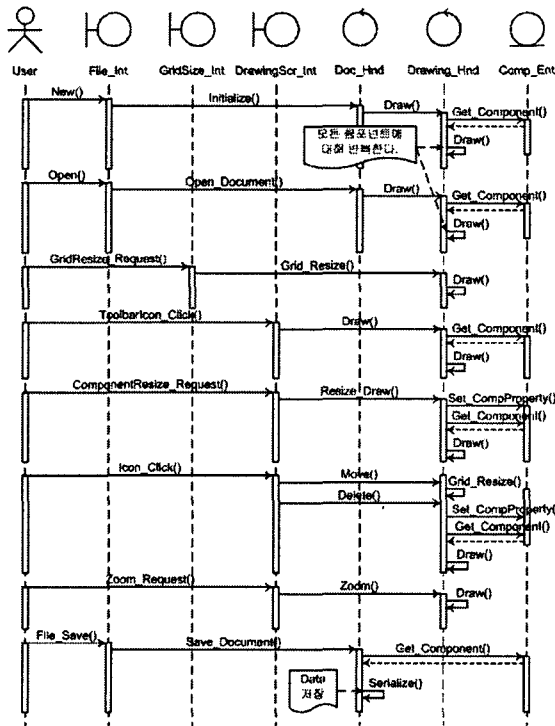 User File_Int GridSize_Int DrawingScr_Int Doc_Hnd Drawing_Hnd Comp_Ent
New()
Initialize()
Draw()
Get_Component()
모든 컴포넌트에
대해 반복한다.
Draw()
Open()
Open_Document()
Draw()
Get_Component()
Draw()
GridResize_Request()
Grid_Resize()
Draw()
ToolbarIcon_Click()
Draw()
Get_Component()
Draw()
ComponentResize_Request()
Resize_Draw()
Set_CompProperty()
Get_Component()
Draw()
Icon_Click()
Move()
Grid_Resize()
Delete()
Set_CompProperty()
Get_Component()
Draw()
Zoom_Request()
Zoom()
Draw()
File_Save()
Save_Document()
Get_Component()
Data
저장
Serialize()